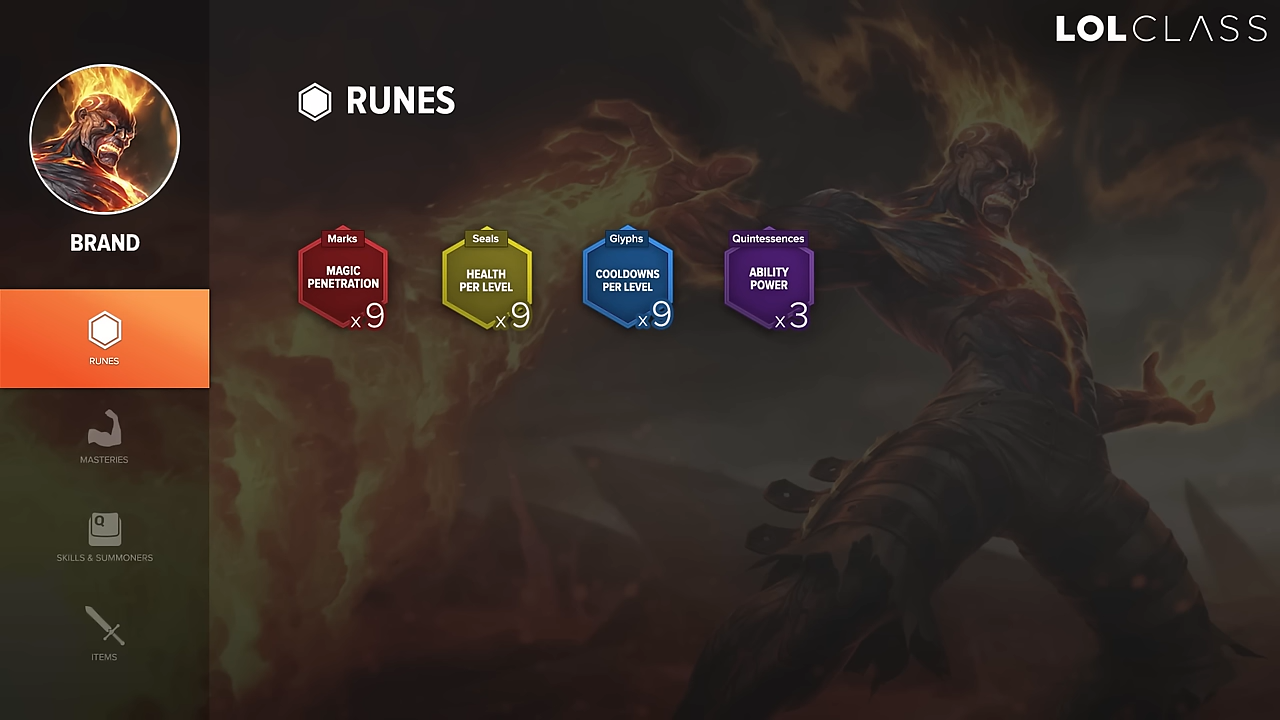 LOLCLASS
BRAND
RUNES
MASTERIES
Q
SKILLS & SUMMONERS
ITEMS
RUNES
Marks
MAGIC
PENETRATION
x9
Seals
HEALTH
PER LEVEL
x9
Glyphs
COOLDOWNS
PER LEVEL
x9
Quintessences
ABILITY
POWER
x3